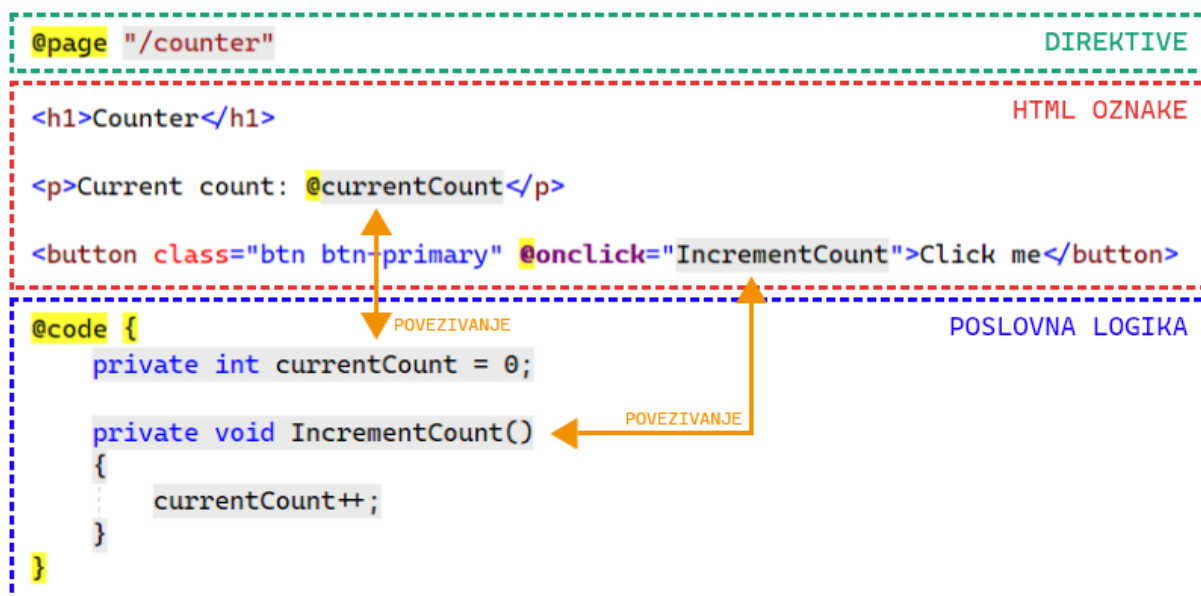 @page "/counter" DIREKTIVE
HTML OZNAKE
<h1>Counter</h1>
<p>Current count: @currentCount</p>
<button class="btn btn-primary" @onclick="IncrementCount">Click me</button>
@code { POVEZIVANJE POSLOVNA LOGIKA
private int currentCount = 0;
POVEZIVANJE
private void IncrementCount()
{
currentCount++;
}
}